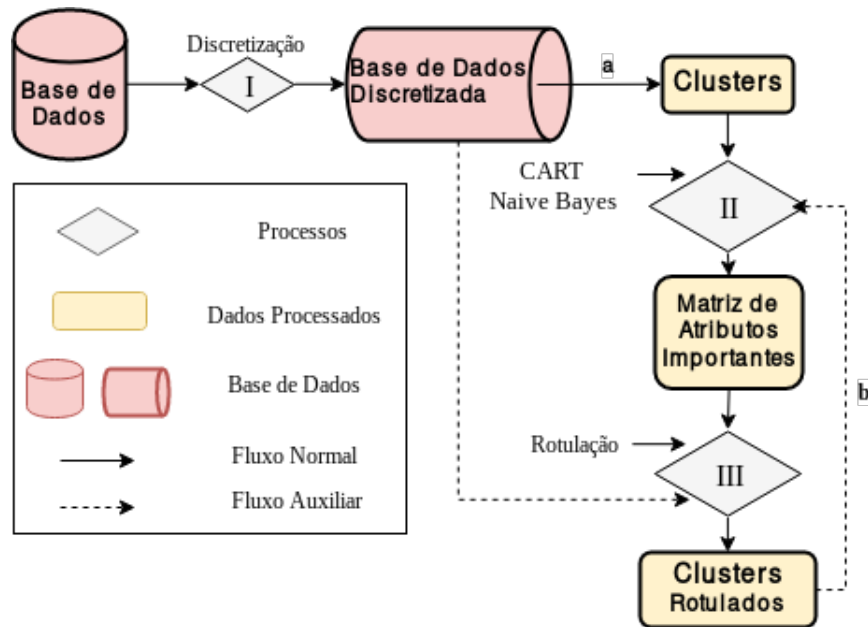 Discretização
I
Base de
Dados
Base de Dados
Discretizada
a
Clusters
CART
Naive Bayes
II
Matriz de
Atributos
Importantes
b
Rotulação
III
Clusters
Rotulados
Processos
Dados Processados
Base de Dados
Fluxo Normal
Fluxo Auxiliar